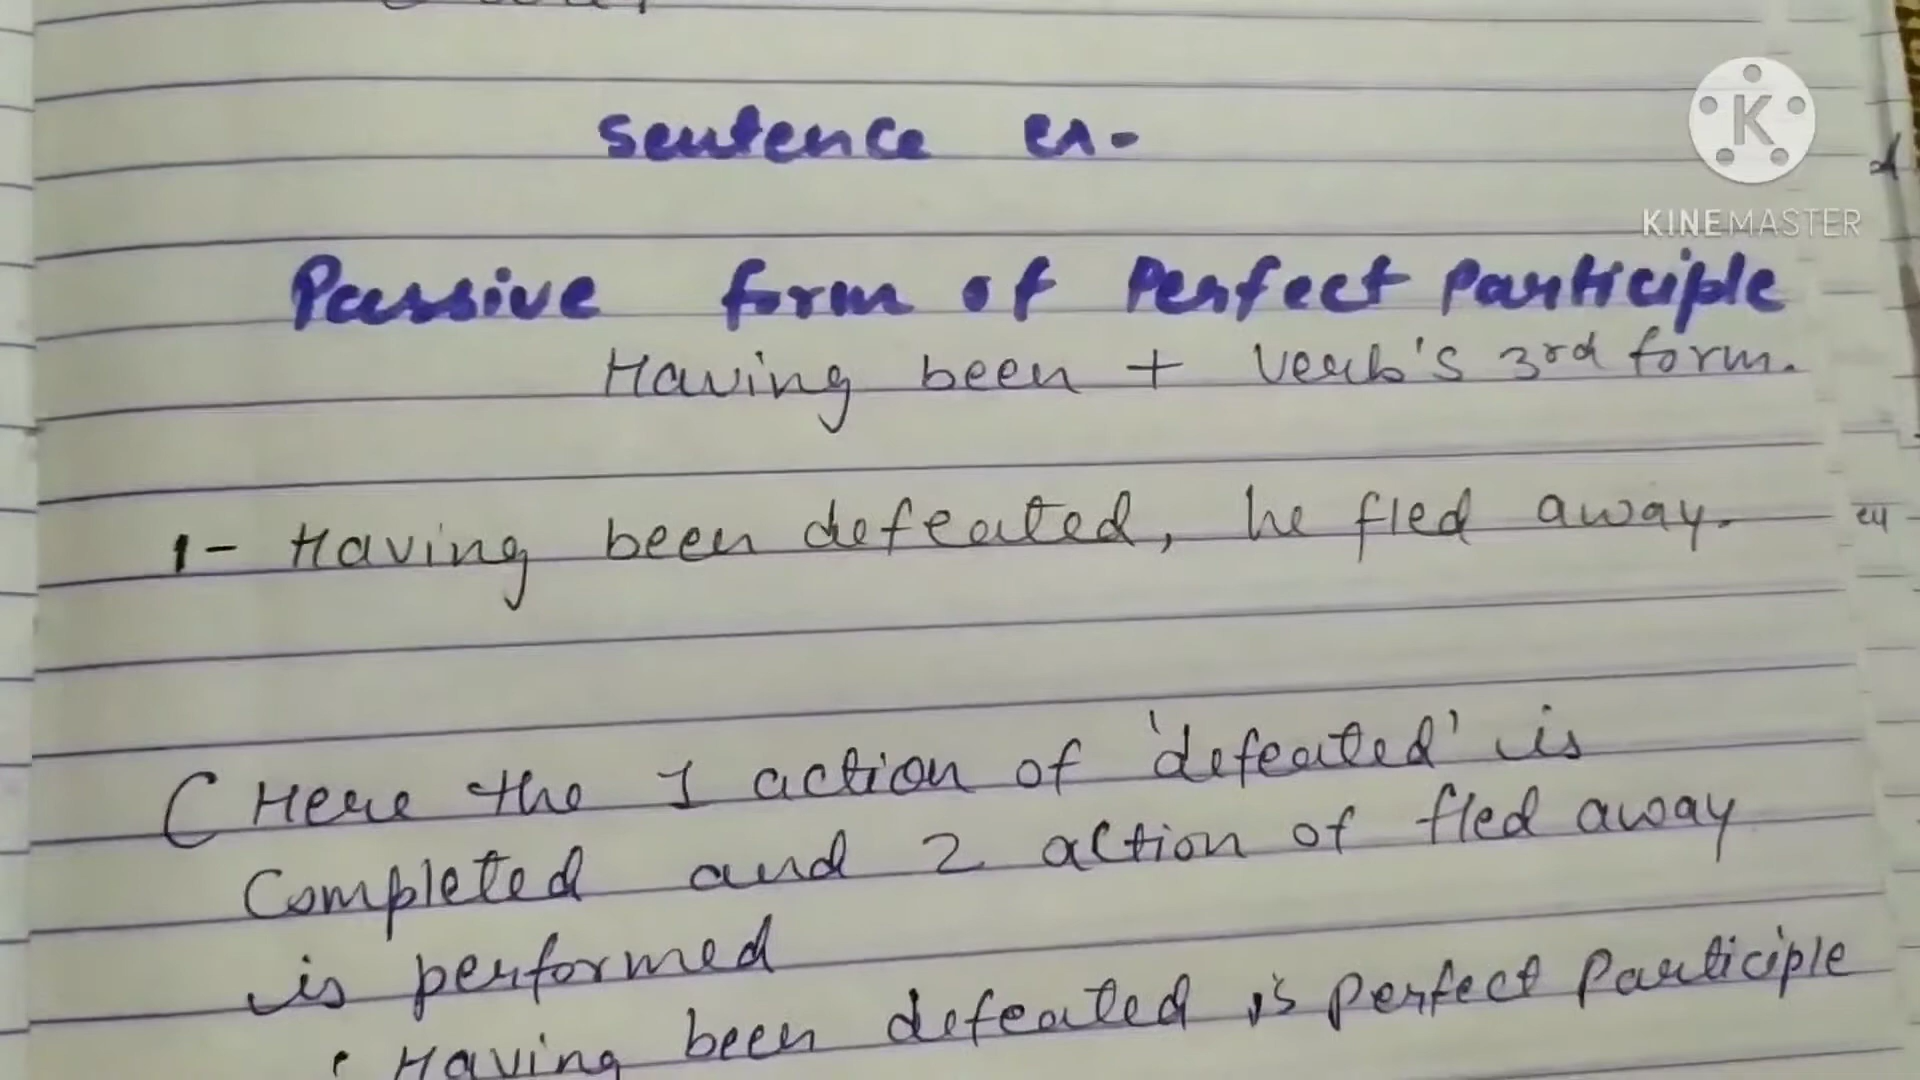 sentence ex.
K
KINEMASTER
Passive form of Perfect Participle
Having been + Verb's 3rd form.
1- Having been defeated, he fled away.
( Here the 1 action of 'defeated' is
Completed and 2 action of fled away
is performed
Having been defeated is Perfect Participle